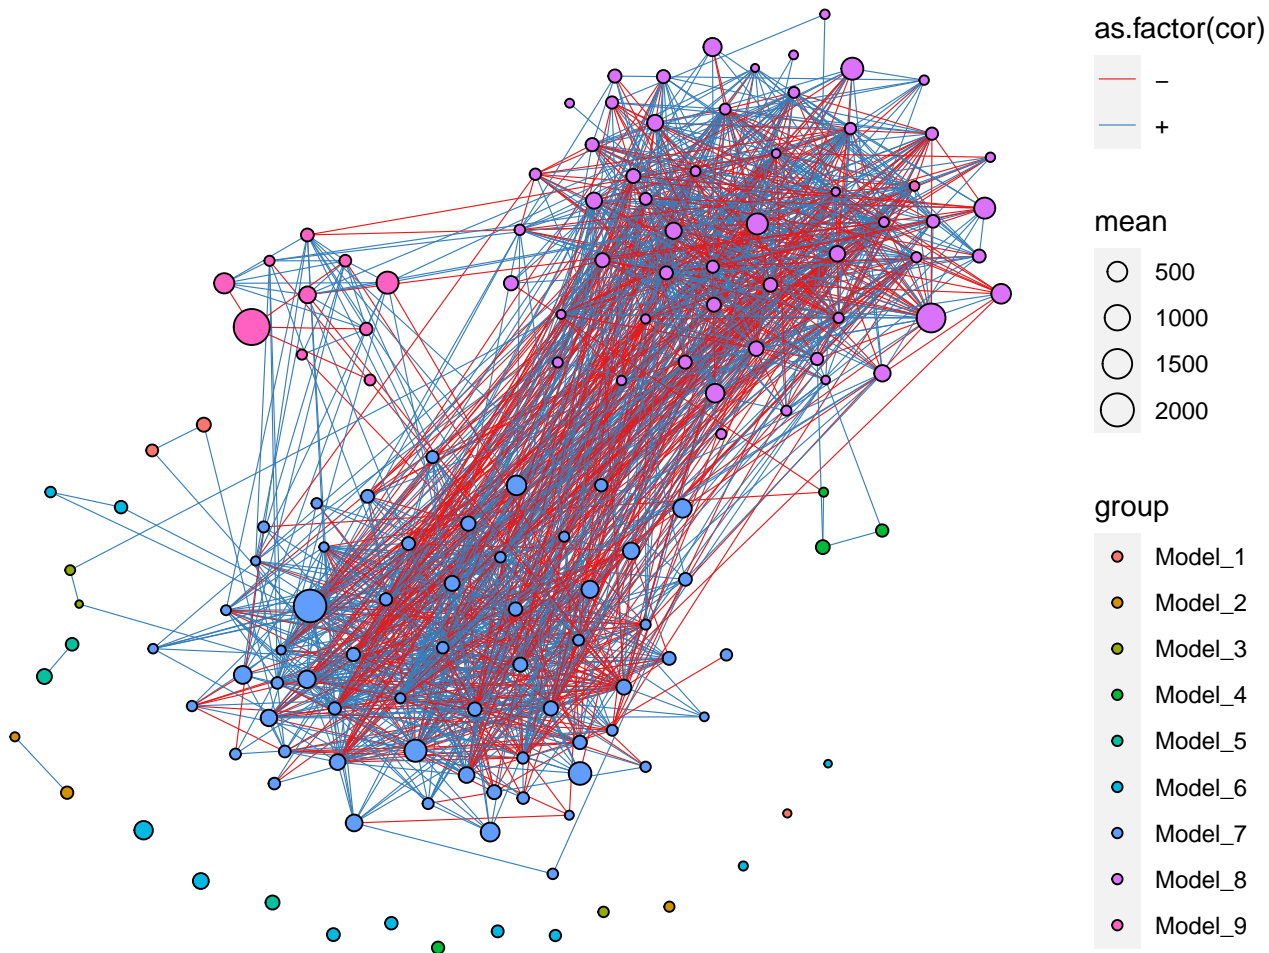 as.factor(cor)
−
+
mean
500
1000
1500
2000
group
Model_1
Model_2
Model_3
Model_4
Model_5
Model_6
Model_7
Model_8
Model_9